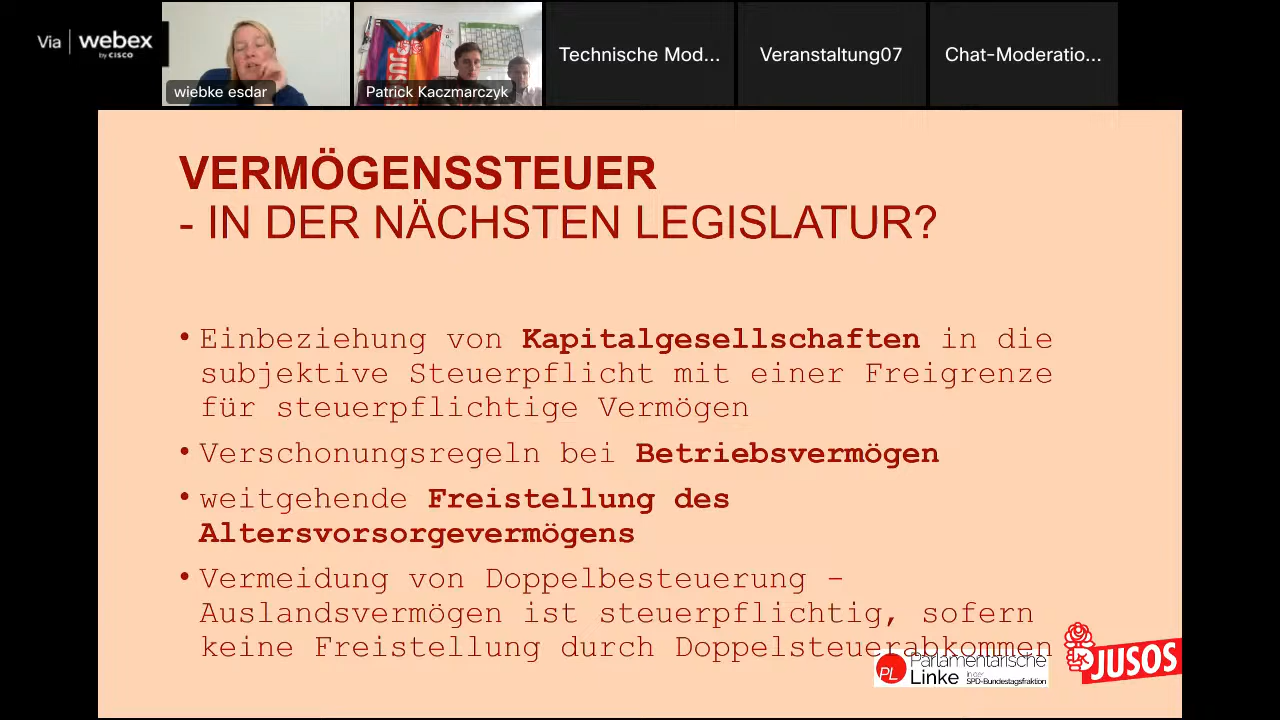 Via webex
by CISCO
wiebke esdar
JUSOS
Patrick Kaczmarczyk
Technische Mod...
Veranstaltung07
Chat-Moderatio...
VERMÖGENSSTEUER
- IN DER NÄCHSTEN LEGISLATUR?
• Einbeziehung von Kapitalgesellschaften in die
subjektive Steuerpflicht mit einer Freigrenze
für steuerpflichtige Vermögen
• Verschonungsregeln bei Betriebsvermögen
• weitgehende Freistellung des
Altersvorsorgevermögens
• Vermeidung von Doppelbesteuerung –
Auslandsvermögen ist steuerpflichtig, sofern
keine Freistellung durch Doppelsteuerabkommen
PL Parlamentarische
Linke in der
SPD-Bundestagsfraktion
JUSOS